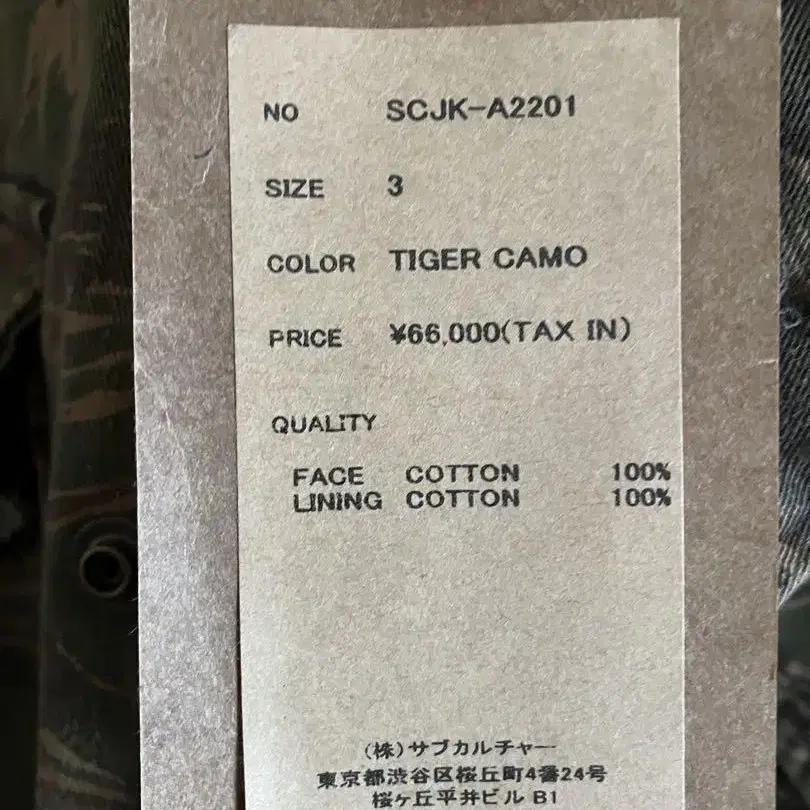 NO SCJK-A2201
SIZE 3
COLOR TIGER CAMO
PRICE ¥66,000(TAX IN)
QUALITY
FACE COTTON 100%
LINING COTTON 100%
(株)サブカルチャー
東京都渋谷区桜丘町4番24号
桜ヶ丘平井ビル B1